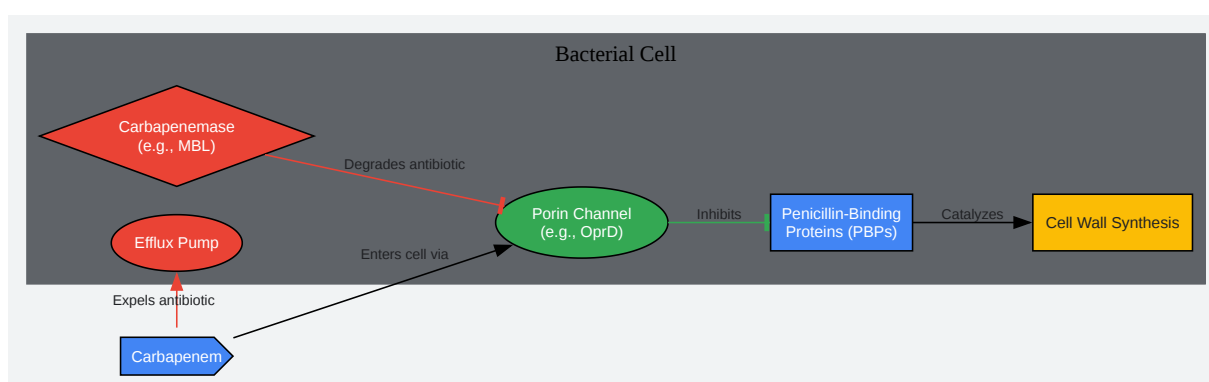 Bacterial Cell
Carbapenemase
(e.g., MBL)
Degrades antibiotic
Porin Channel
(e.g., OprD)
Inhibits
Penicillin-Binding
Proteins (PBPs)
Catalyzes
Cell Wall Synthesis
Efflux Pump
Enters cell via
Expels antibiotic
Carbapenem